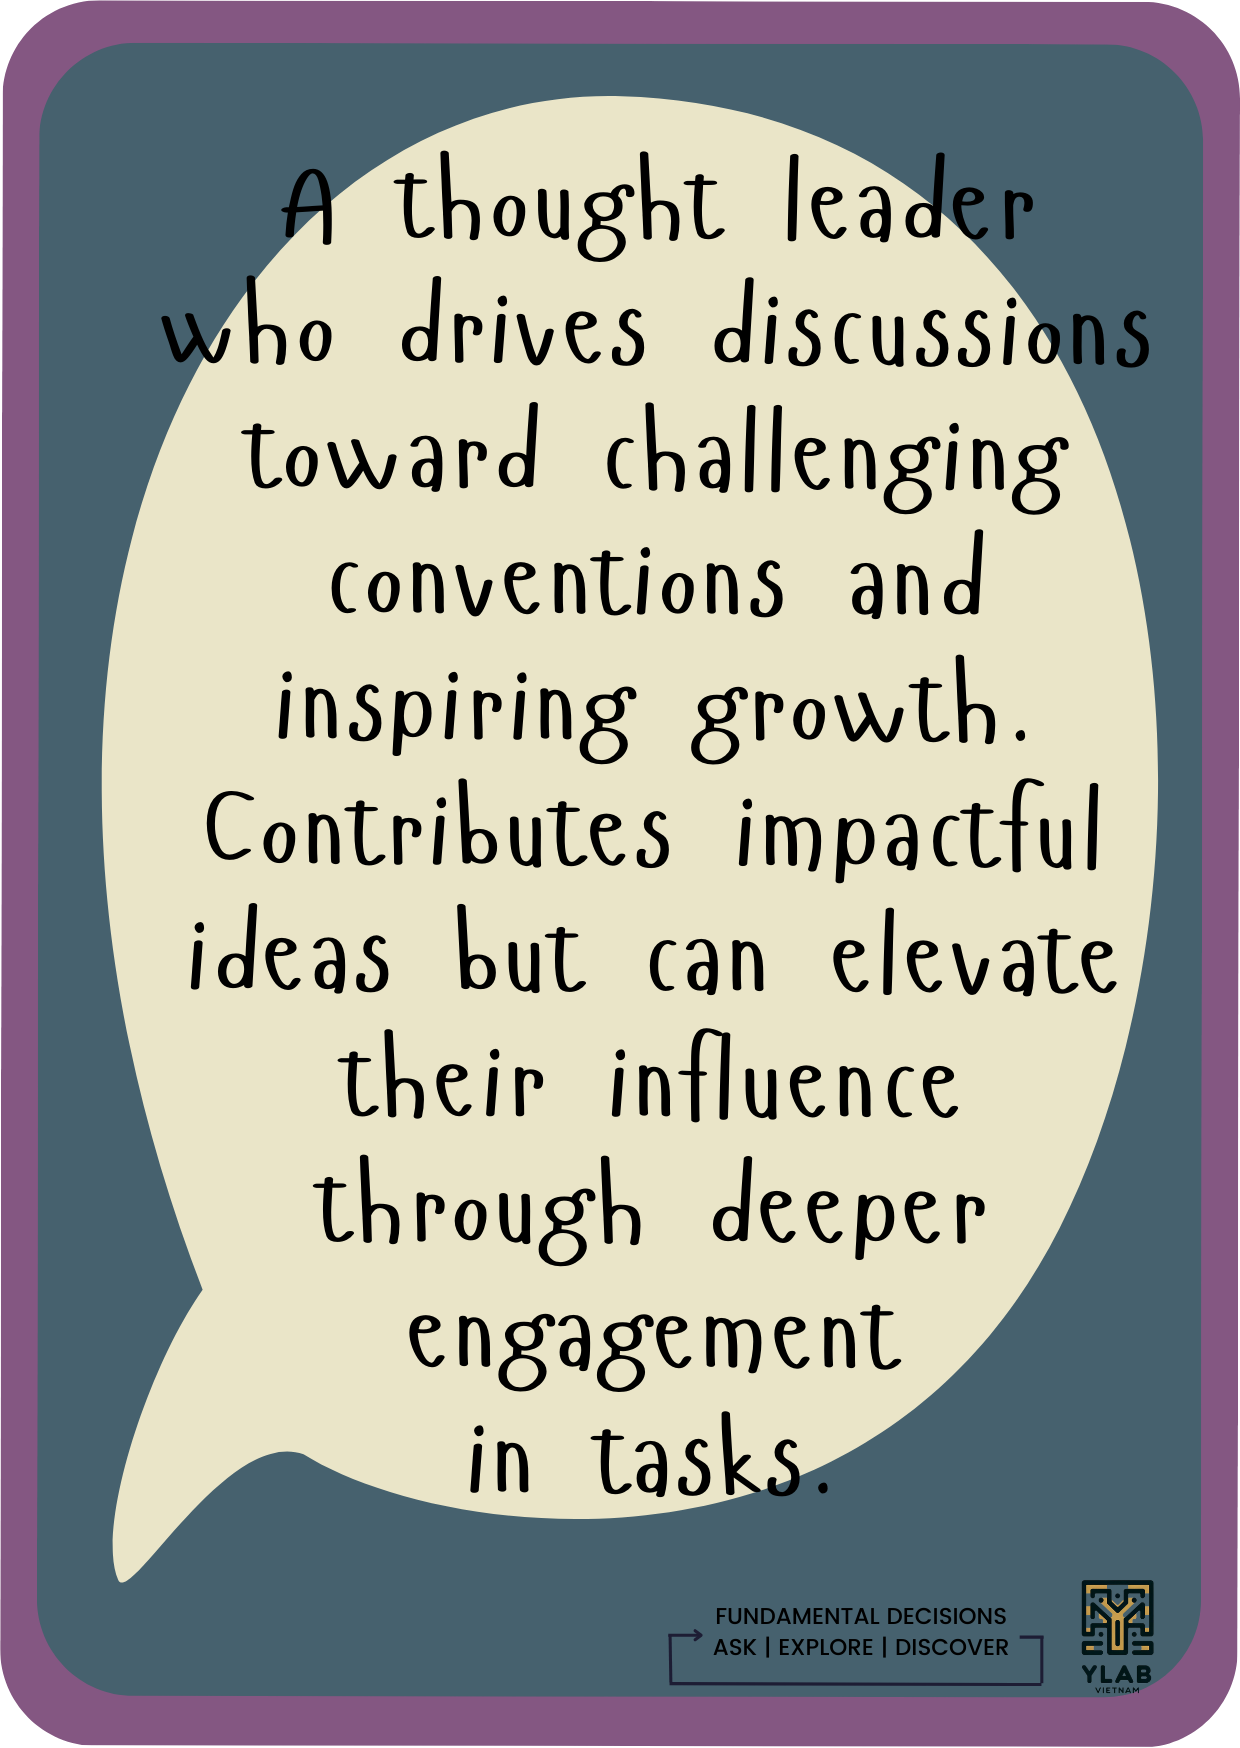 A thought leader
who drives discussions
toward challenging
conventions and
inspiring growth.
Contributes impactful
ideas but can elevate
their influence
through deeper
engagement
in tasks.
FUNDAMENTAL DECISIONS
ASK | EXPLORE | DISCOVER
YLAB
VIETNAM